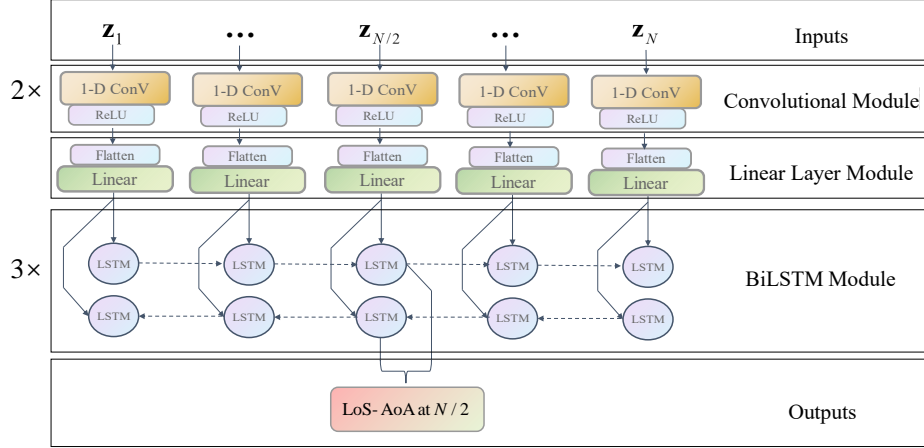 z₁ ... z_{N/2} ... z_N Inputs
2×
1-D ConV 1-D ConV 1-D ConV 1-D ConV 1-D ConV
ReLU ReLU ReLU ReLU ReLU
Convolutional Module
Flatten Flatten Flatten Flatten Flatten
Linear Linear Linear Linear Linear
Linear Layer Module
3×
LSTM LSTM LSTM LSTM LSTM
BiLSTM Module
LSTM LSTM LSTM LSTM LSTM
LoS- AoA at N / 2
Outputs